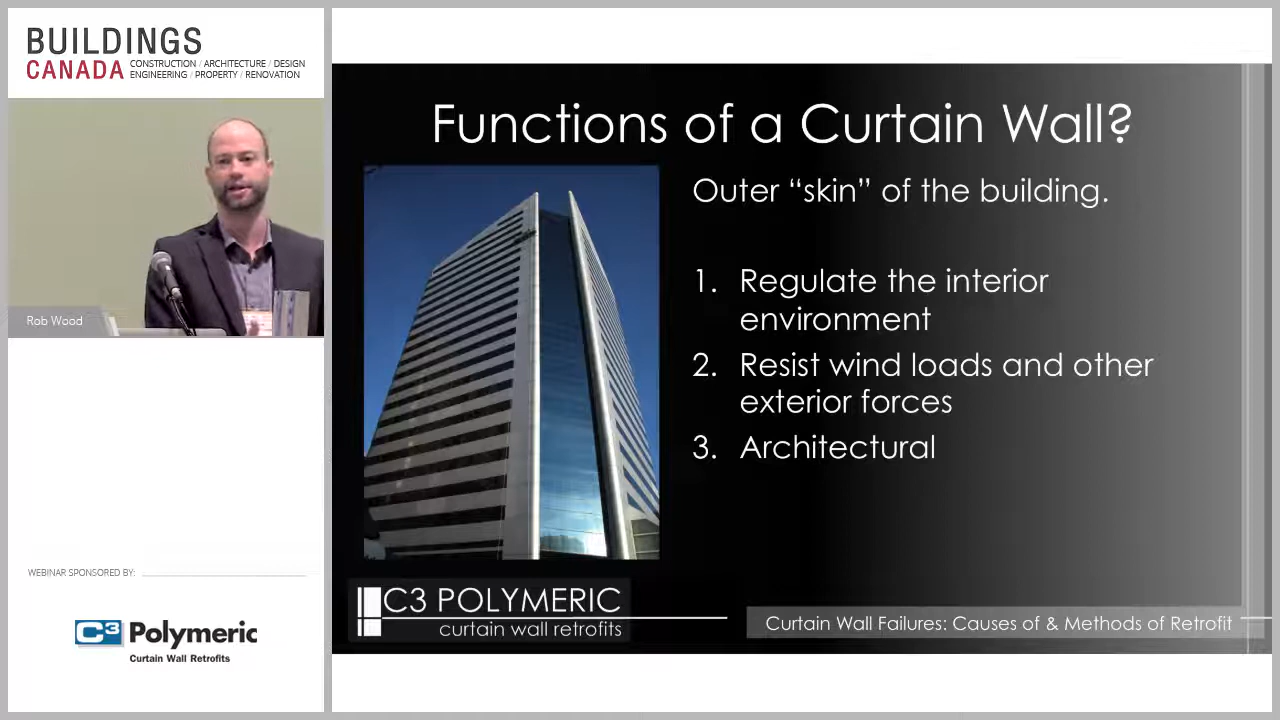 BUILDINGS
CANADA
CONSTRUCTION / ARCHITECTURE / DESIGN
ENGINEERING / PROPERTY / RENOVATION
Rob Wood
WEBINAR SPONSORED BY:
C3 Polymeric
Curtain Wall Retrofits
Functions of a Curtain Wall?
Outer “skin” of the building.
1. Regulate the interior
environment
2. Resist wind loads and other
exterior forces
3. Architectural
C3 POLYMERIC
curtain wall retrofits
Curtain Wall Failures: Causes of & Methods of Retrofit